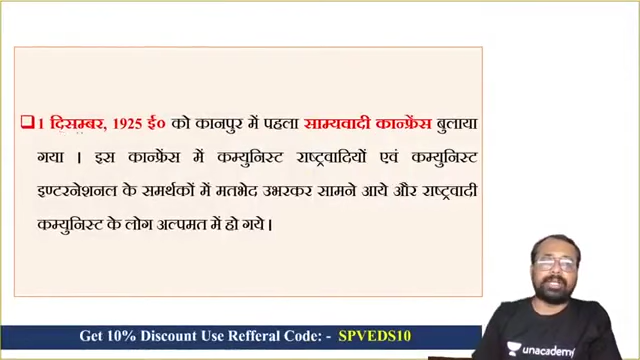 ❑1 दिसम्बर, 1925 ई० को कानपुर में पहला साम्यवादी कान्फ्रेंस बुलाया
गया । इस कान्फ्रेंस में कम्युनिस्ट राष्ट्रवादियों एवं कम्युनिस्ट
इण्टरनेशनल के समर्थकों में मतभेद उभरकर सामने आये और राष्ट्रवादी
कम्युनिस्ट के लोग अल्पमत में हो गये ।
unacademy
Get 10% Discount Use Refferal Code: - SPVEDS10